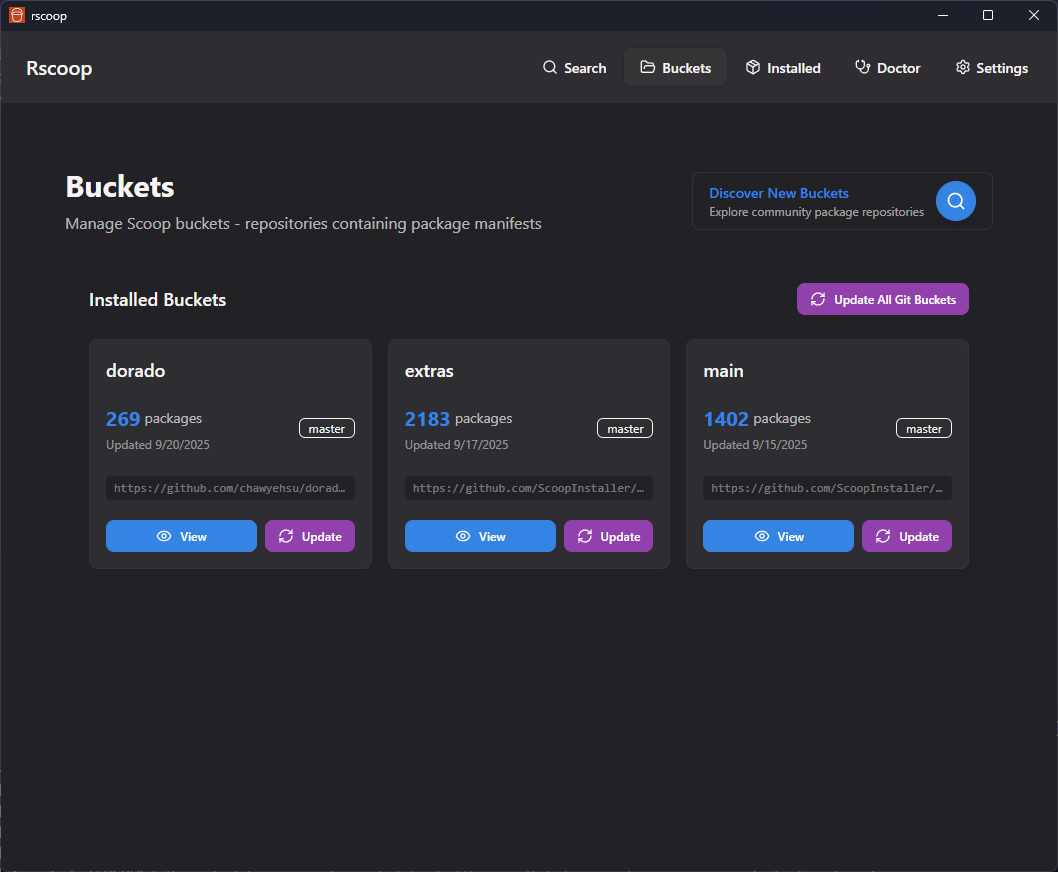 rscoop
Rscoop
Search
Buckets
Installed
Doctor
Settings
Buckets
Manage Scoop buckets - repositories containing package manifests
Discover New Buckets
Explore community package repositories
Installed Buckets
Update All Git Buckets
dorado
269 packages
Updated 9/20/2025
master
https://github.com/chawyehsu/dorad…
View
Update
extras
2183 packages
Updated 9/17/2025
master
https://github.com/ScoopInstaller/…
View
Update
main
1402 packages
Updated 9/15/2025
master
https://github.com/ScoopInstaller/…
View
Update